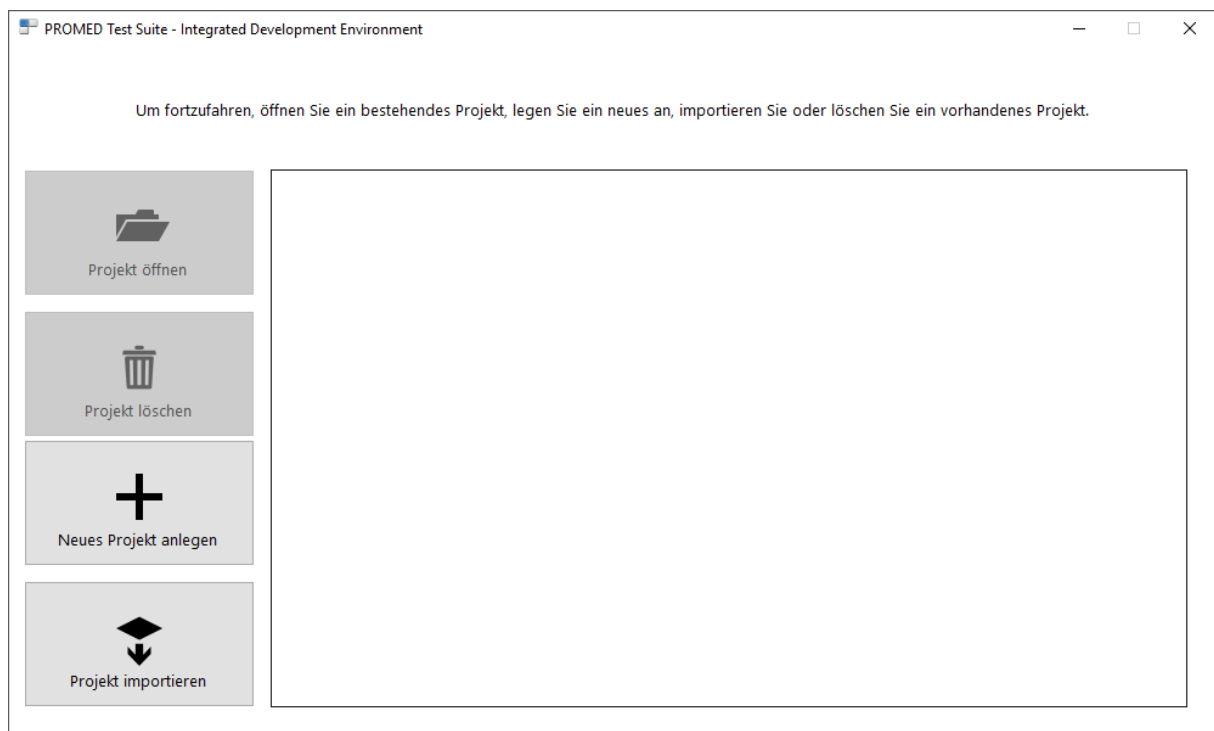 PROMED Test Suite - Integrated Development Environment
Um fortzufahren, öffnen Sie ein bestehendes Projekt, legen Sie ein neues an, importieren Sie oder löschen Sie ein vorhandenes Projekt.
Projekt öffnen
Projekt löschen
Neues Projekt anlegen
Projekt importieren